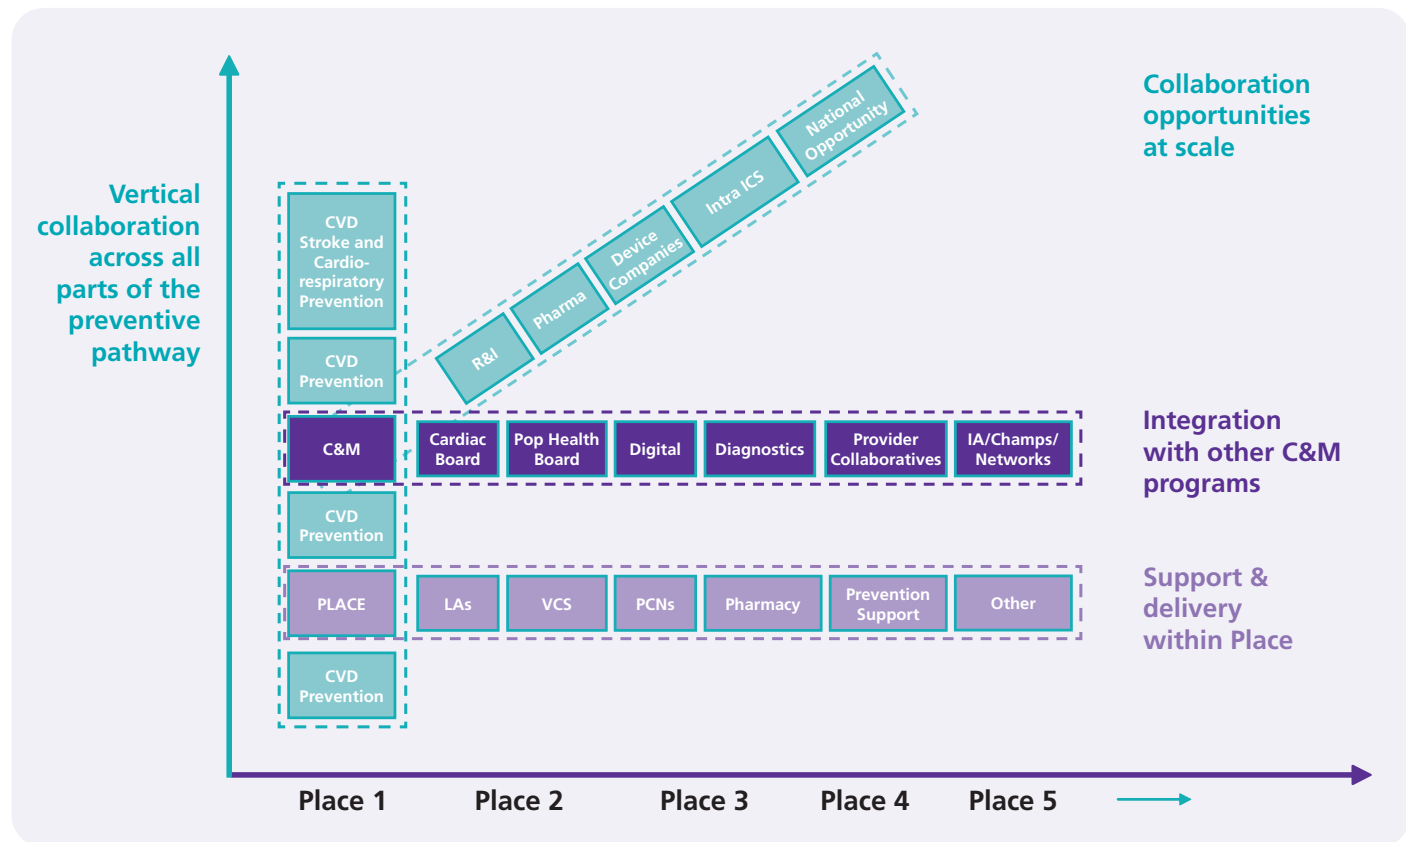 Vertical
collaboration
across all
parts of the
preventive
pathway
CVD
Stroke and
Cardio-
respiratory
Prevention
CVD
Prevention
C&M
CVD
Prevention
PLACE
CVD
Prevention
R&I
Pharma
Device
Companies
Intra ICS
National
Opportunity
Cardiac
Board
Pop Health
Board
Digital
Diagnostics
Provider
Collaboratives
IA/Champs/
Networks
LAs
VCS
PCNs
Pharmacy
Prevention
Support
Other
Collaboration
opportunities
at scale
Integration
with other C&M
programs
Support &
delivery
within Place
Place 1
Place 2
Place 3
Place 4
Place 5